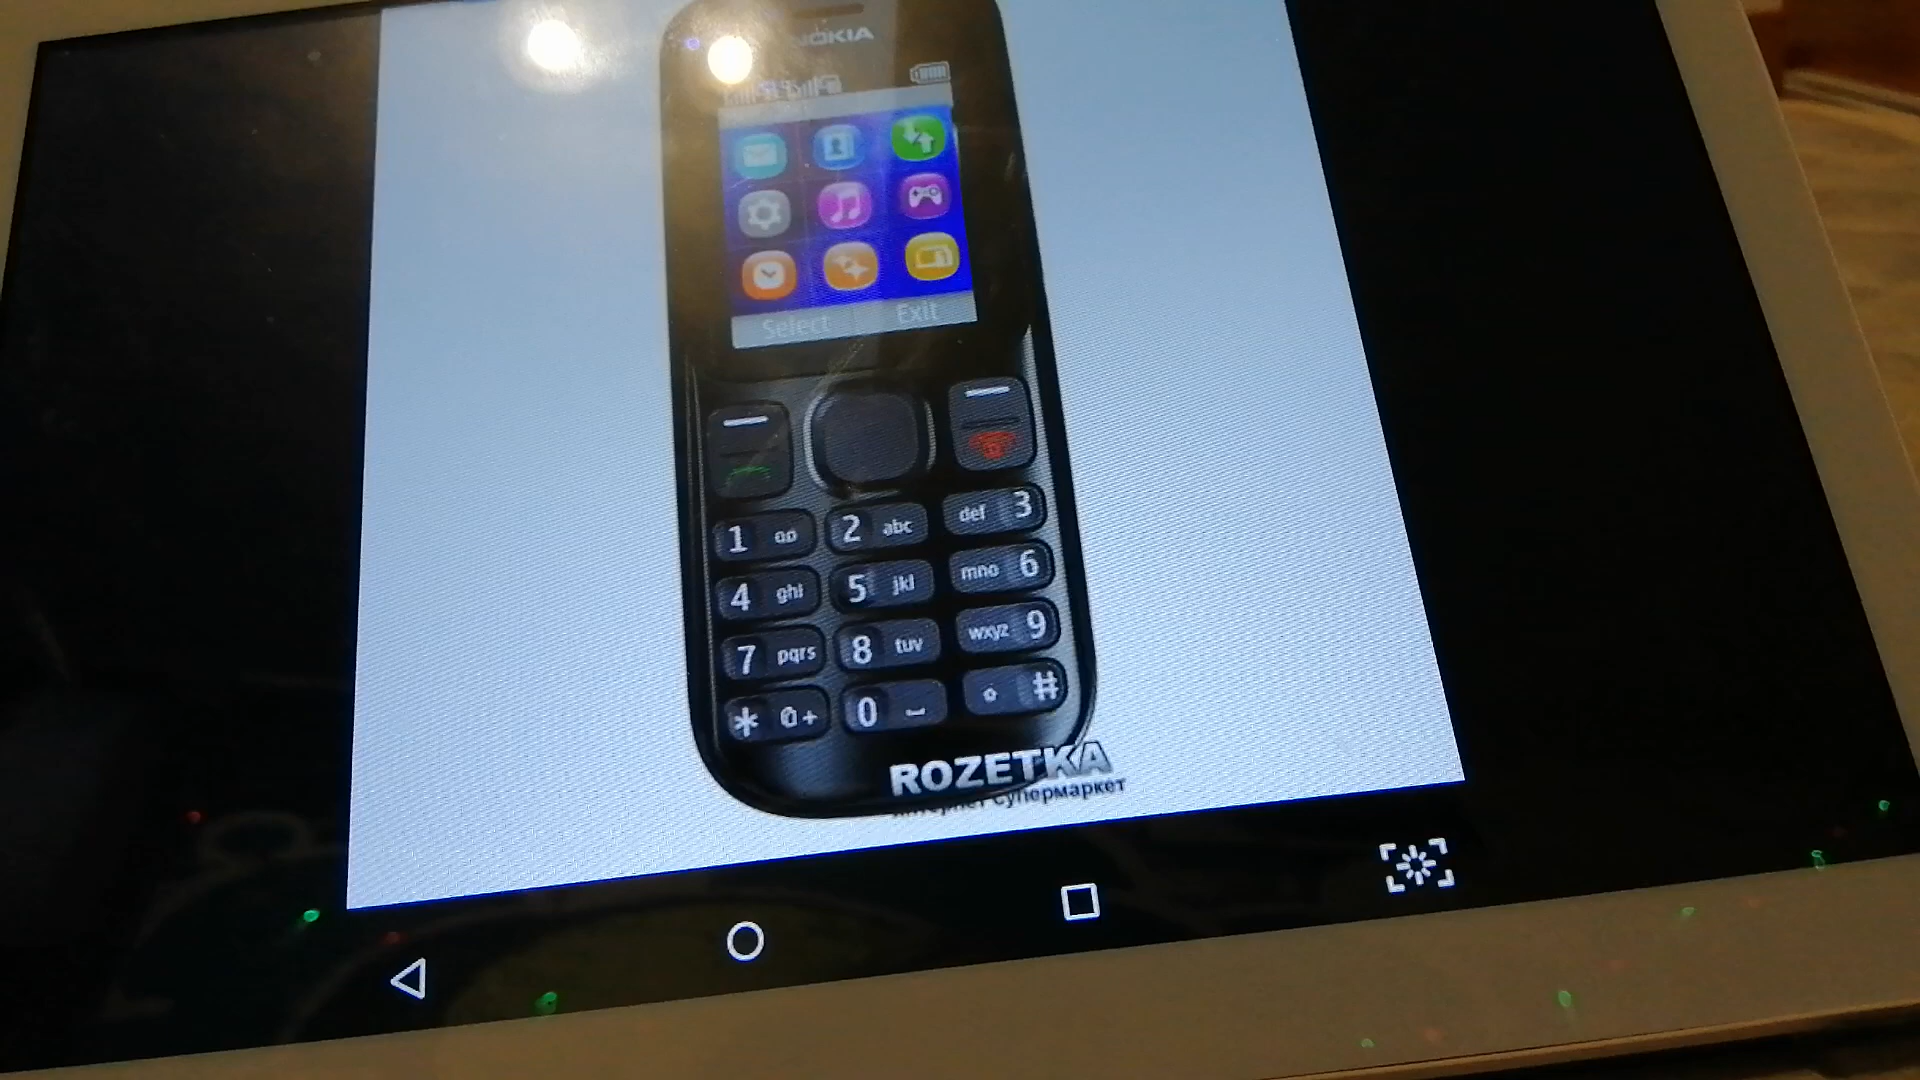 NOKIA
Select Exit
1 oo 2 abc def 3
4 ghi 5 jkl mno 6
7 pqrs 8 tuv wxyz 9
* + 0 #
ROZETKA
интернет супермаркет